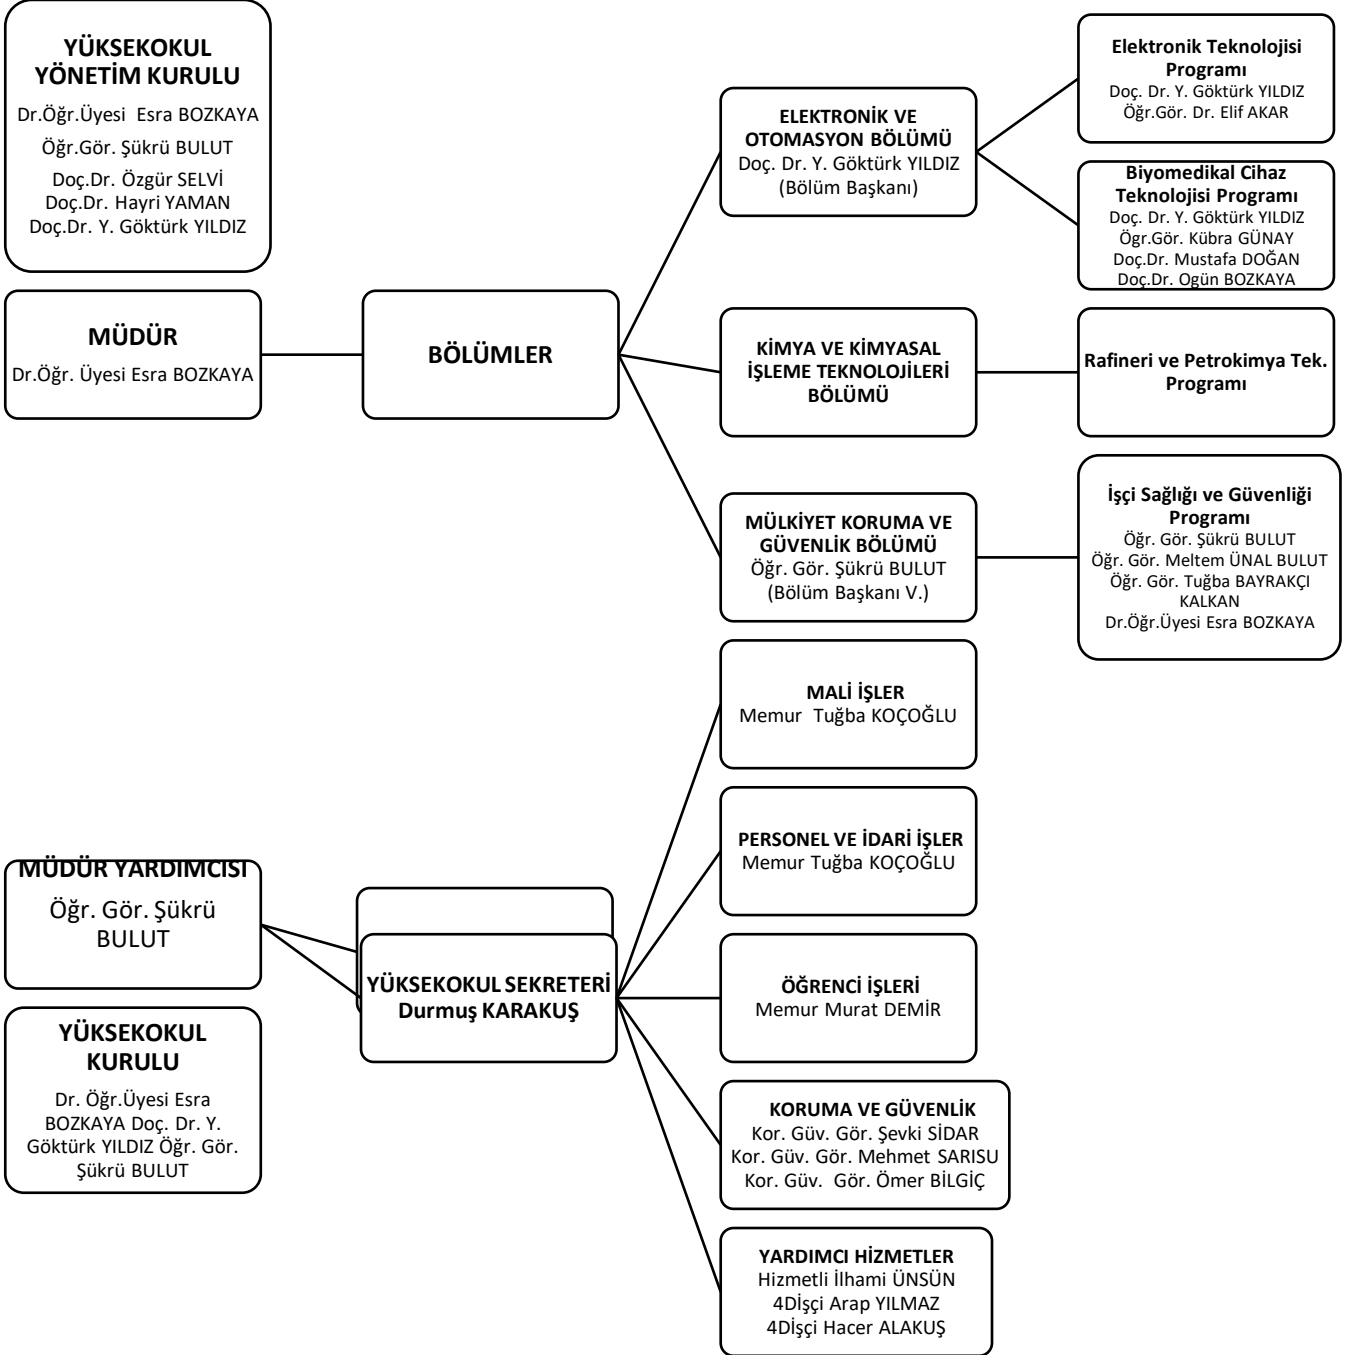 YÜKSEKOKUL
YÖNETİM KURULU
Dr.Öğr.Üyesi  Esra BOZKAYA
Öğr.Gör. Şükrü BULUT
Doç.Dr. Özgür SELVİ
Doç.Dr. Hayri YAMAN
Doç.Dr. Y. Göktürk YILDIZ
MÜDÜR
Dr.Öğr. Üyesi Esra BOZKAYA
BÖLÜMLER
ELEKTRONİK VE
OTOMASYON BÖLÜMÜ
Doç. Dr. Y. Göktürk YILDIZ
(Bölüm Başkanı)
Elektronik Teknolojisi
Programı
Doç. Dr. Y. Göktürk YILDIZ
Öğr.Gör. Dr. Elif AKAR
Biyomedikal Cihaz
Teknolojisi Programı
Doç. Dr. Y. Göktürk YILDIZ
Ögr.Gör. Kübra GÜNAY
Doç.Dr. Mustafa DOĞAN
Doç.Dr. Ogün BOZKAYA
KİMYA VE KİMYASAL
İŞLEME TEKNOLOJİLERİ
BÖLÜMÜ
Rafineri ve Petrokimya Tek.
Programı
MÜLKİYET KORUMA VE
GÜVENLİK BÖLÜMÜ
Öğr. Gör. Şükrü BULUT
(Bölüm Başkanı V.)
İşçi Sağlığı ve Güvenliği
Programı
Öğr. Gör. Şükrü BULUT
Öğr. Gör. Meltem ÜNAL BULUT
Öğr. Gör. Tuğba BAYRAKÇI
KALKAN
Dr.Öğr.Üyesi Esra BOZKAYA
MÜDÜR YARDIMCISI
Öğr. Gör. Şükrü
BULUT
YÜKSEKOKUL
KURULU
Dr. Öğr.Üyesi Esra
BOZKAYA Doç. Dr. Y.
Göktürk YILDIZ Öğr. Gör.
Şükrü BULUT
YÜKSEKOKUL SEKRETERİ
Durmuş KARAKUŞ
MALİ İŞLER
Memur  Tuğba KOÇOĞLU
PERSONEL VE İDARİ İŞLER
Memur Tuğba KOÇOĞLU
ÖĞRENCİ İŞLERİ
Memur Murat DEMİR
KORUMA VE GÜVENLİK
Kor. Güv. Gör. Şevki SİDAR
Kor. Güv. Gör. Mehmet SARISU
Kor. Güv.  Gör. Ömer BİLGİÇ
YARDIMCI HİZMETLER
Hizmetli İlhami ÜNSÜN
4Dİşçi Arap YILMAZ
4Dİşçi Hacer ALAKUŞ